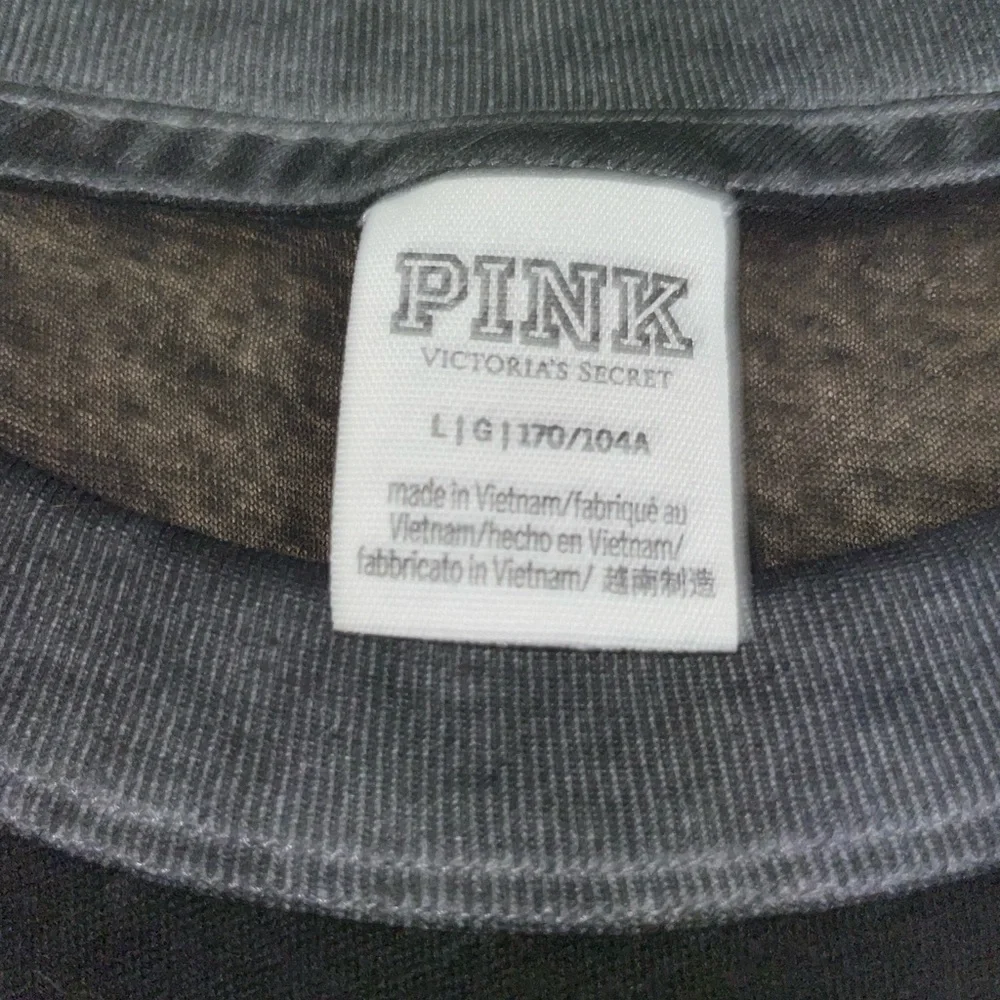 PINK
VICTORIA'S SECRET
L | G | 170/104A
made in Vietnam/fabriqué au
Vietnam/hecho en Vietnam/
fabbricato in Vietnam/ 越南制造